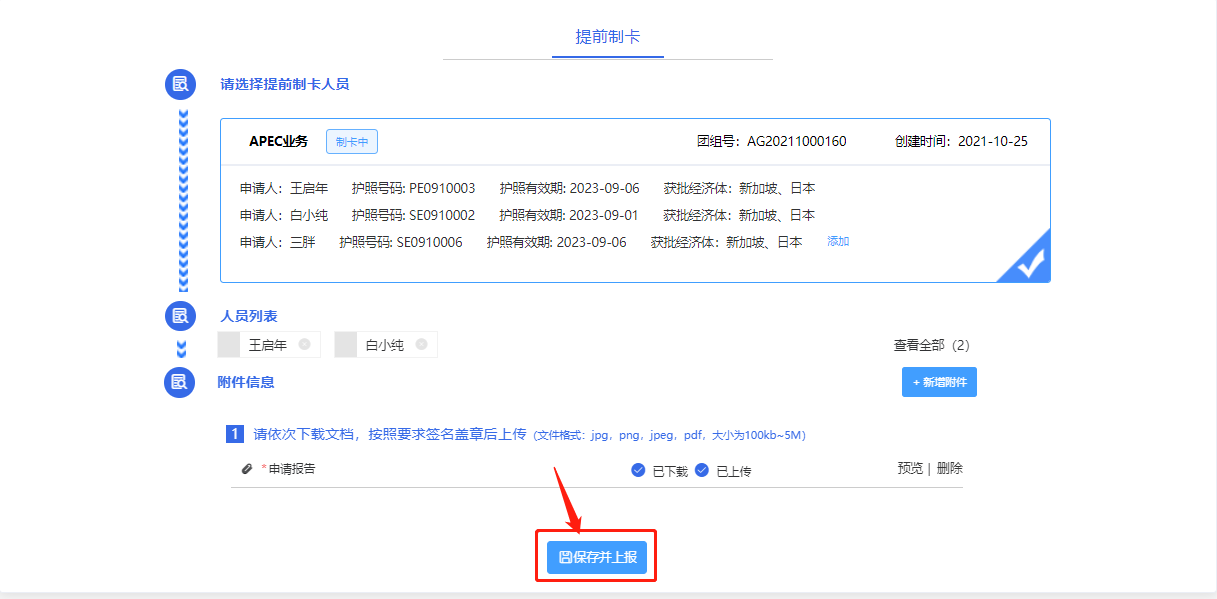 提前制卡
请选择提前制卡人员
APEC业务 制卡中 团组号：AG20211000160 创建时间：2021-10-25
申请人：王启年 护照号码: PE0910003 护照有效期: 2023-09-06 获批经济体：新加坡、日本
申请人：白小纯 护照号码: SE0910002 护照有效期: 2023-09-01 获批经济体：新加坡、日本
申请人：三胖 护照号码: SE0910006 护照有效期: 2023-09-06 获批经济体：新加坡、日本 添加
人员列表
王启年 白小纯 查看全部（2）
附件信息 + 新增附件
1 请依次下载文档，按照要求签名盖章后上传（文件格式：jpg，png，jpeg，pdf，大小为100kb~5M）
*申请报告 已下载 已上传 预览 | 删除
保存并上报